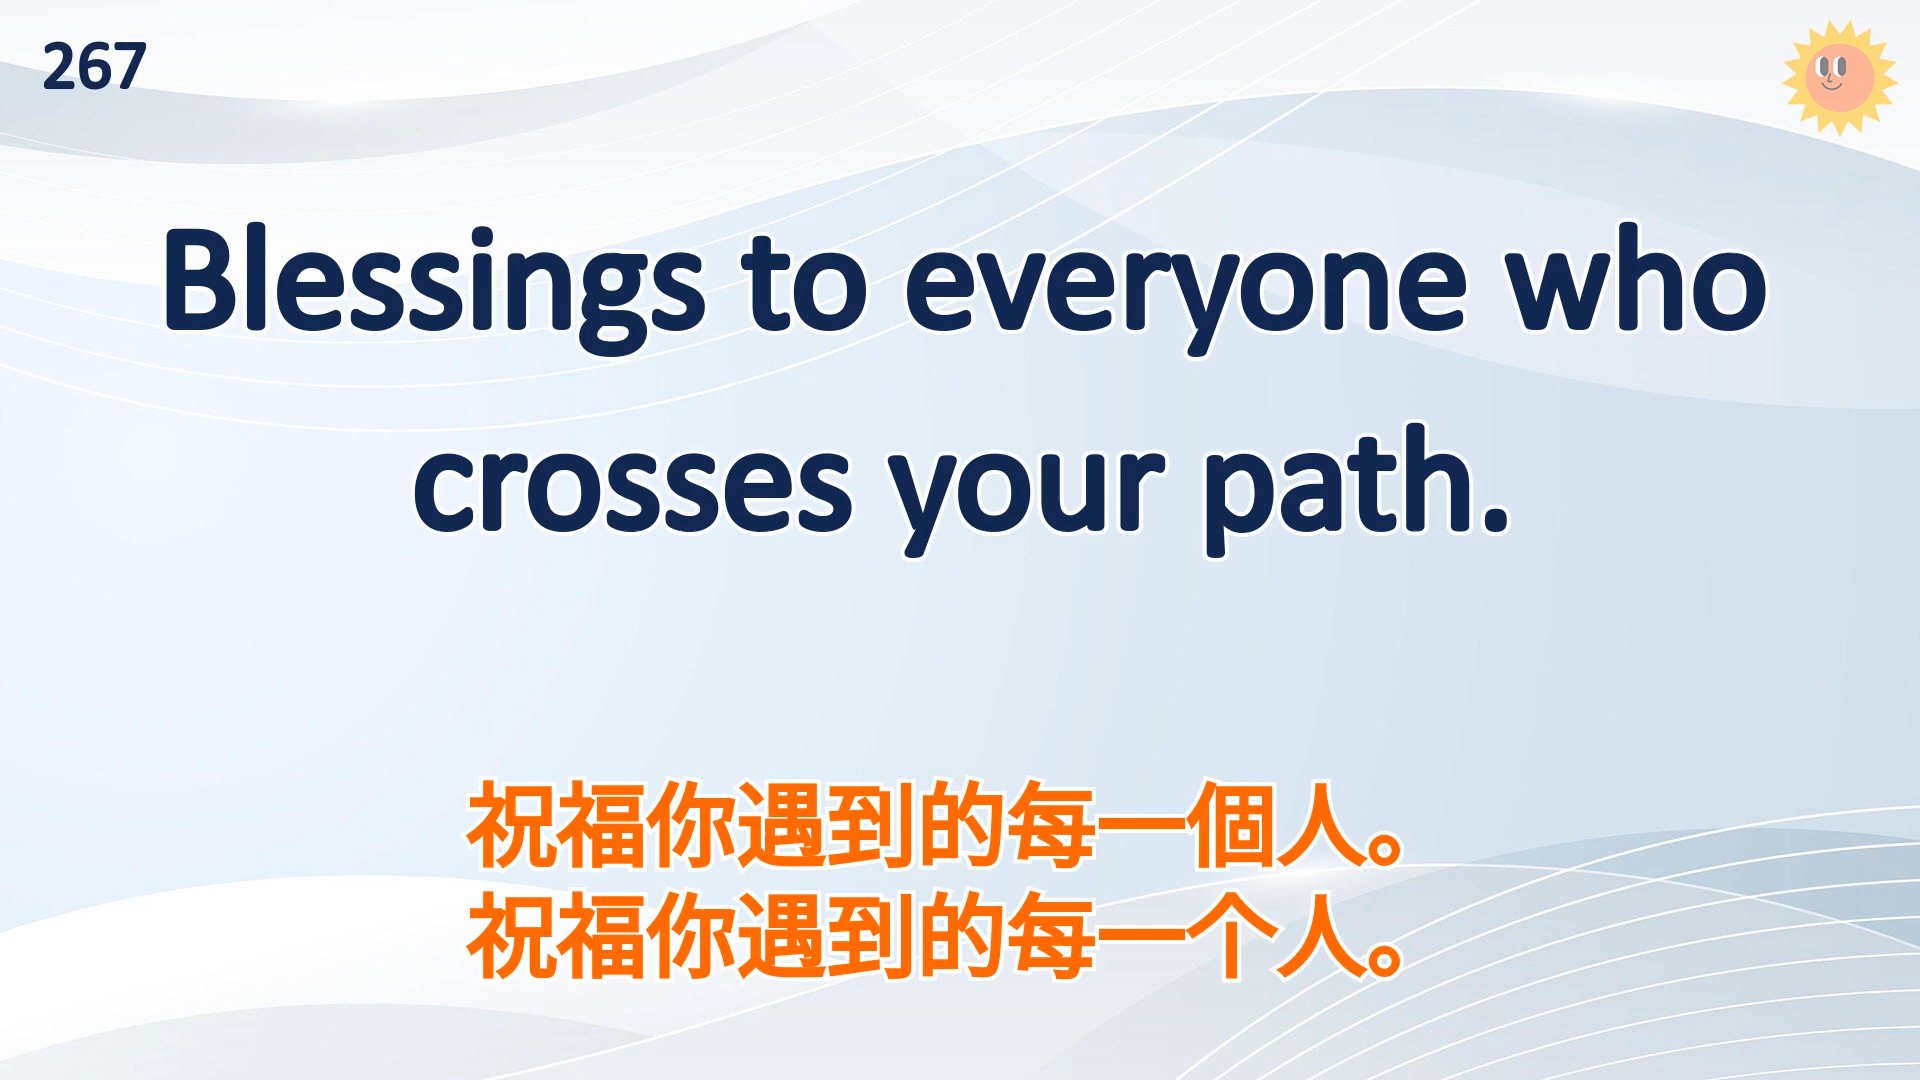 267
Blessings to everyone who
crosses your path.
祝福你遇到的每一個人。
祝福你遇到的每一个人。